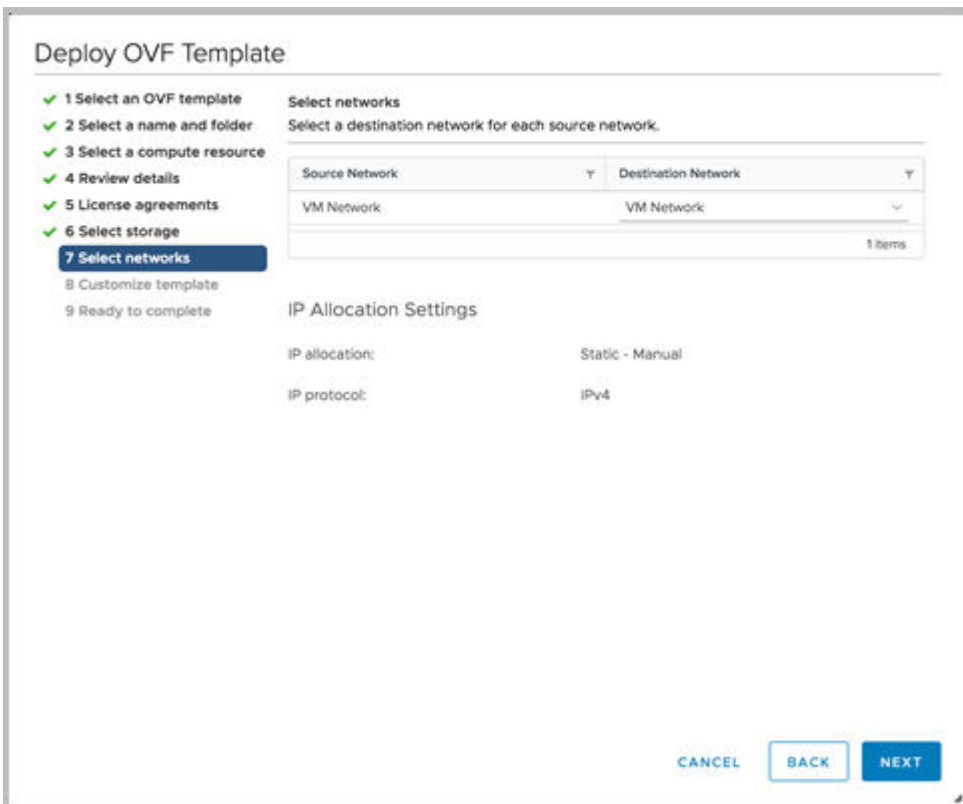 Deploy OVF Template
1 Select an OVF template
2 Select a name and folder
3 Select a compute resource
4 Review details
5 License agreements
6 Select storage
7 Select networks
8 Customize template
9 Ready to complete
Select networks
Select a destination network for each source network.
Source Network Destination Network
VM Network VM Network
1 items
IP Allocation Settings
IP allocation: Static - Manual
IP protocol: IPv4
CANCEL BACK NEXT